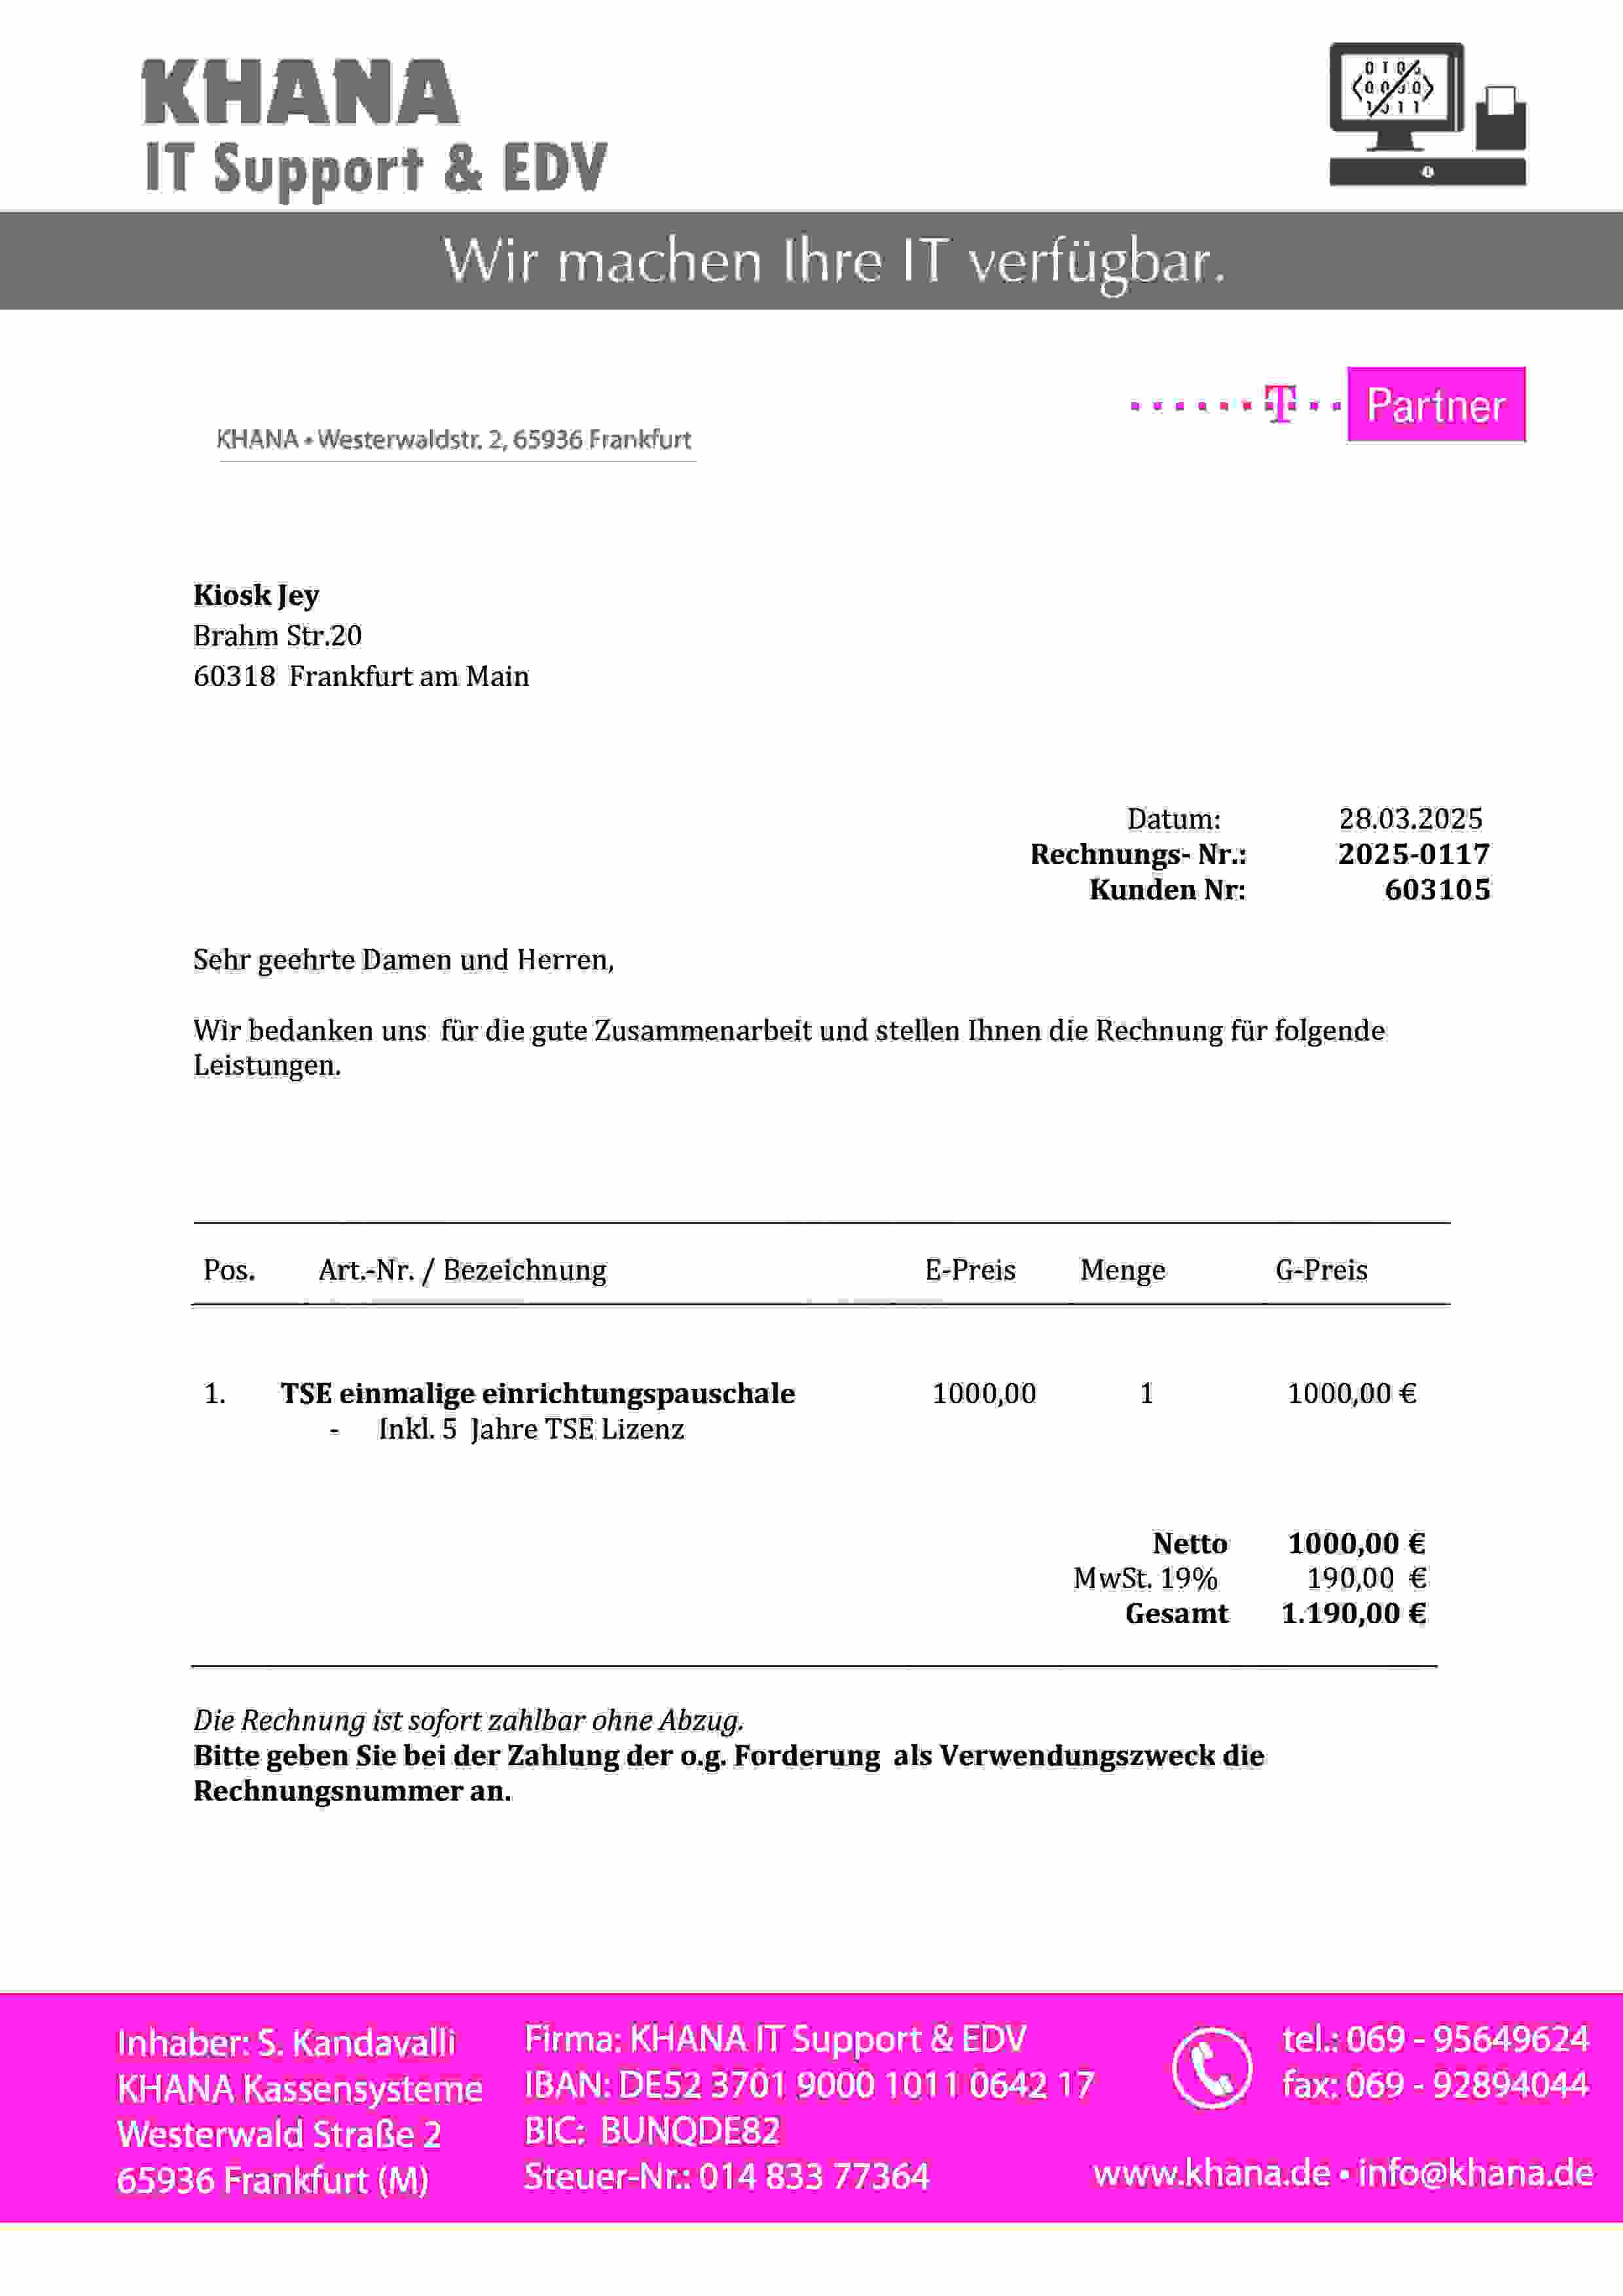 KHANA
IT Support & EDV
Wir machen Ihre IT verfügbar.
T Partner
KHANA • Westerwaldstr. 2, 65936 Frankfurt
Kiosk Jey
Brahm Str.20
60318 Frankfurt am Main
Datum: 28.03.2025
Rechnungs- Nr.: 2025-0117
Kunden Nr: 603105
Sehr geehrte Damen und Herren,
Wir bedanken uns für die gute Zusammenarbeit und stellen Ihnen die Rechnung für folgende
Leistungen.
Pos. Art.-Nr. / Bezeichnung E-Preis Menge G-Preis
1. TSE einmalige einrichtungspauschale 1000,00 1 1000,00 €
- Inkl. 5 Jahre TSE Lizenz
Netto 1000,00 €
MwSt. 19% 190,00 €
Gesamt 1.190,00 €
Die Rechnung ist sofort zahlbar ohne Abzug.
Bitte geben Sie bei der Zahlung der o.g. Forderung als Verwendungszweck die
Rechnungsnummer an.
Inhaber: S. Kandavalli
KHANA Kassensysteme
Westerwald Straße 2
65936 Frankfurt (M)
Firma: KHANA IT Support & EDV
IBAN: DE52 3701 9000 1011 0642 17
BIC: BUNQDE82
Steuer-Nr.: 014 833 77364
tel.: 069 - 95649624
fax: 069 - 92894044
www.khana.de • info@khana.de